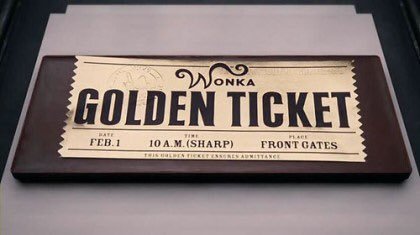 WONKA
GOLDEN TICKET
DATE TIME PLACE
FEB. 1 10 A.M. (SHARP) FRONT GATES
THIS GOLDEN TICKET ENSURES ADMITTANCE